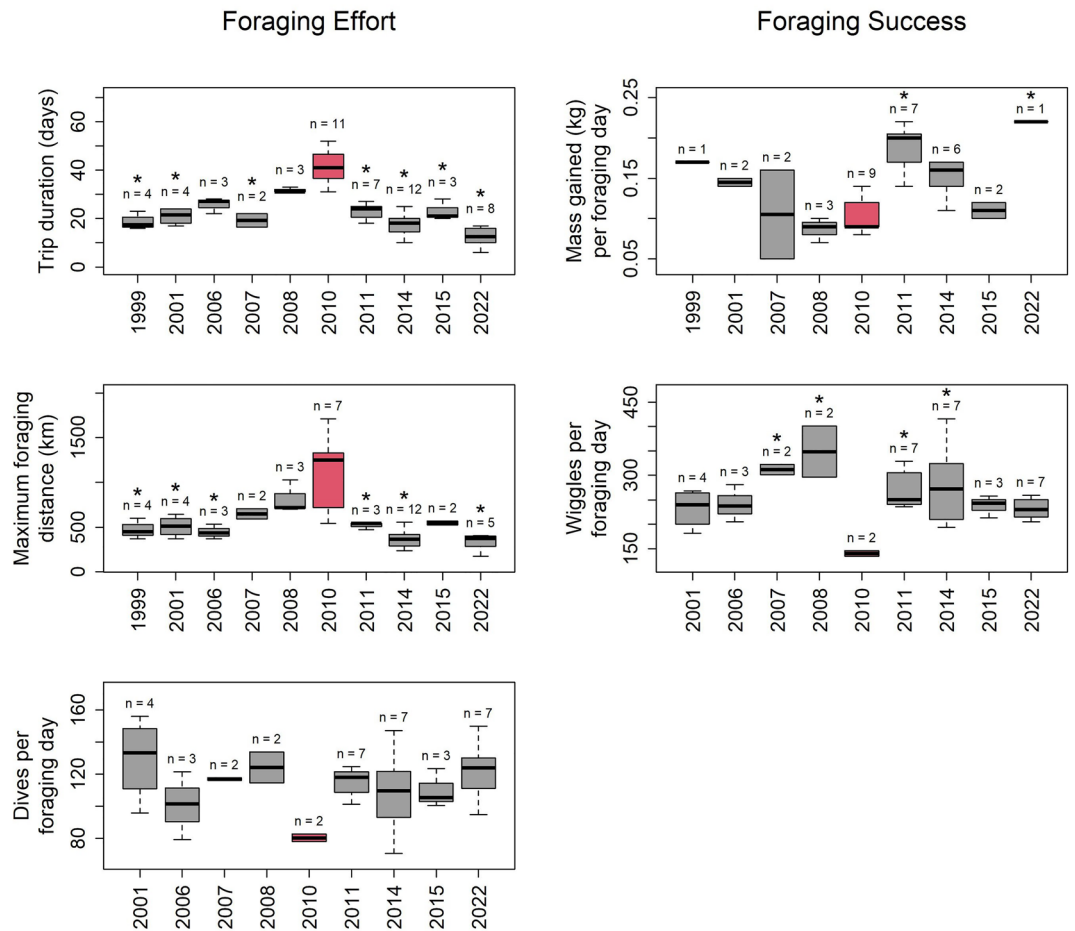 Foraging Effort
Foraging Success
Trip duration (days)
0
20
40
60
*
n = 4
*
n = 4
n = 3
*
n = 2
n = 3
n = 11
*
n = 7
*
n = 12
*
n = 3
*
n = 8
1999
2001
2006
2007
2008
2010
2011
2014
2015
2022
Mass gained (kg)
per foraging day
0.05
0.15
0.25
n = 1
n = 2
n = 2
n = 3
n = 9
*
n = 7
n = 6
n = 2
*
n = 1
1999
2001
2007
2008
2010
2011
2014
2015
2022
Maximum foraging
distance (km)
0
500
1500
*
n = 4
*
n = 4
*
n = 3
n = 2
n = 3
n = 7
*
n = 3
*
n = 12
n = 2
*
n = 5
1999
2001
2006
2007
2008
2010
2011
2014
2015
2022
Wiggles per
foraging day
150
300
450
n = 4
n = 3
*
n = 2
*
n = 2
n = 2
*
n = 7
*
n = 7
n = 3
n = 7
2001
2006
2007
2008
2010
2011
2014
2015
2022
Dives per
foraging day
80
120
160
n = 4
n = 3
n = 2
n = 2
n = 2
n = 7
n = 7
n = 3
n = 7
2001
2006
2007
2008
2010
2011
2014
2015
2022